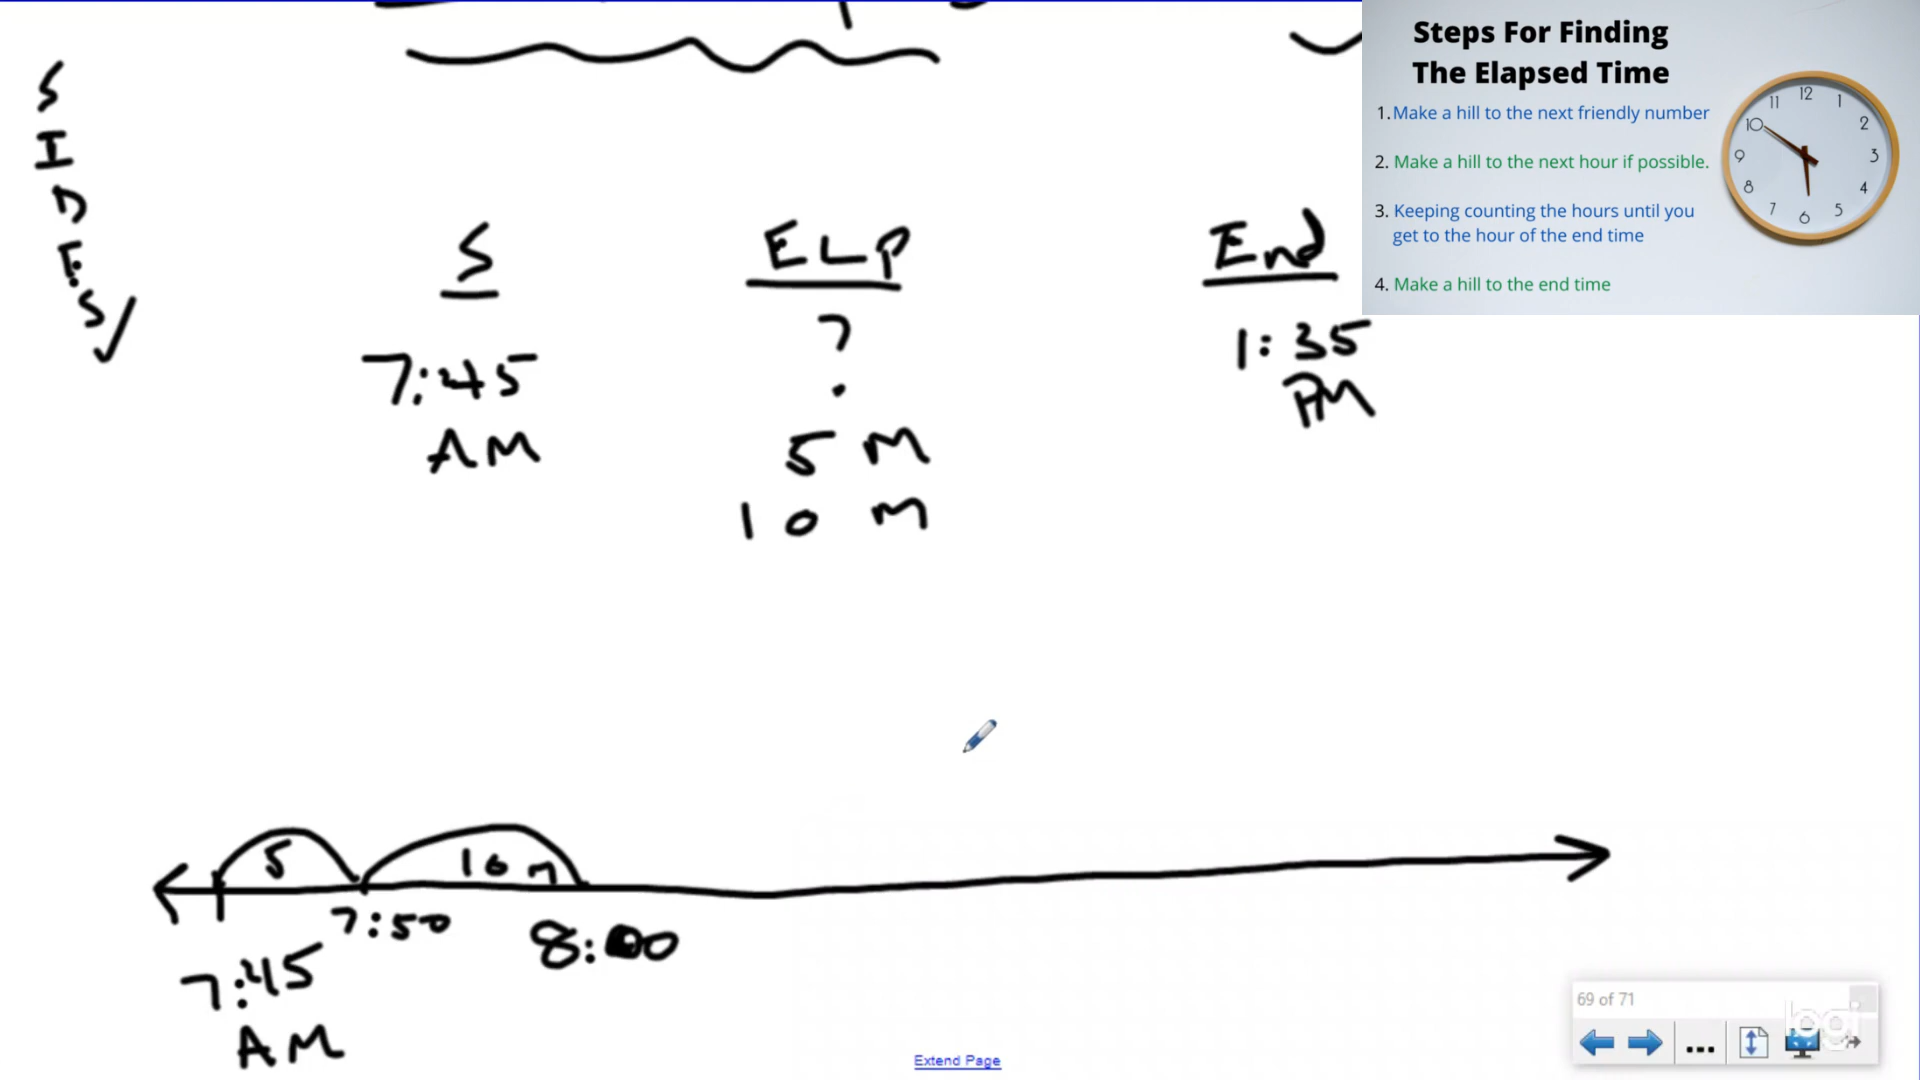 Steps For Finding
The Elapsed Time
1. Make a hill to the next friendly number
2. Make a hill to the next hour if possible.
3. Keeping counting the hours until you
get to the hour of the end time
4. Make a hill to the end time
12
11 1
10 2
9 3
8 4
7 5
6
S
I
D
E
S
S ELP End
7:45 ? 1:35
AM PM
5 M
10 M
5 10 m
7:50 8:00
7:45
AM
69 of 71
logi
Extend Page